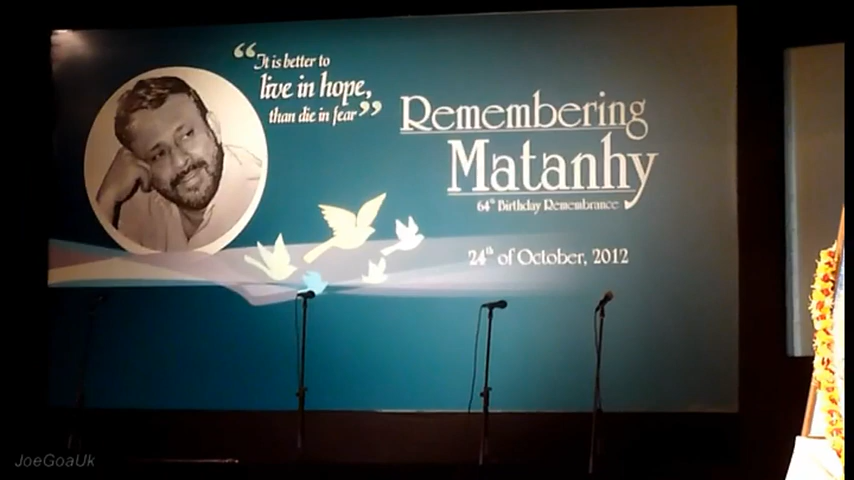 “It is better to
live in hope,
than die in fear”
Remembering
Matanhy
64th Birthday Remembrance
24th of October, 2012
JoeGoaUk